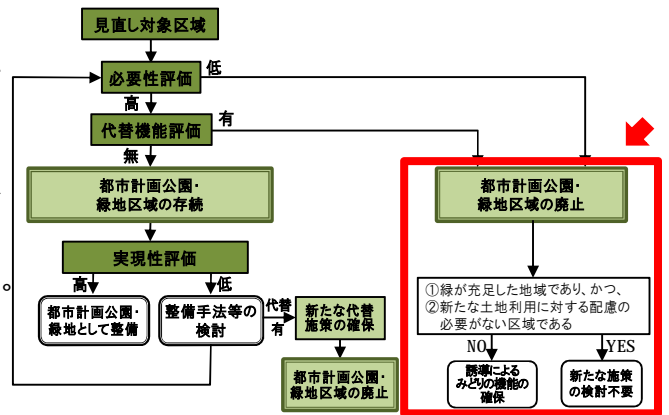 見直し対象区域
必要性評価
低
高
代替機能評価
有
無
都市計画公園・
緑地区域の存続
都市計画公園・
緑地区域の廃止
実現性評価
高
低
。
都市計画公園・
緑地として整備
整備手法等の
検討
代替
有
新たな代替
施策の確保
都市計画公園・
緑地区域の廃止
①緑が充足した地域であり、かつ、
②新たな土地利用に対する配慮の
必要がない区域である
NO
YES
誘導による
みどりの機能の
確保
新たな施策
の検討不要